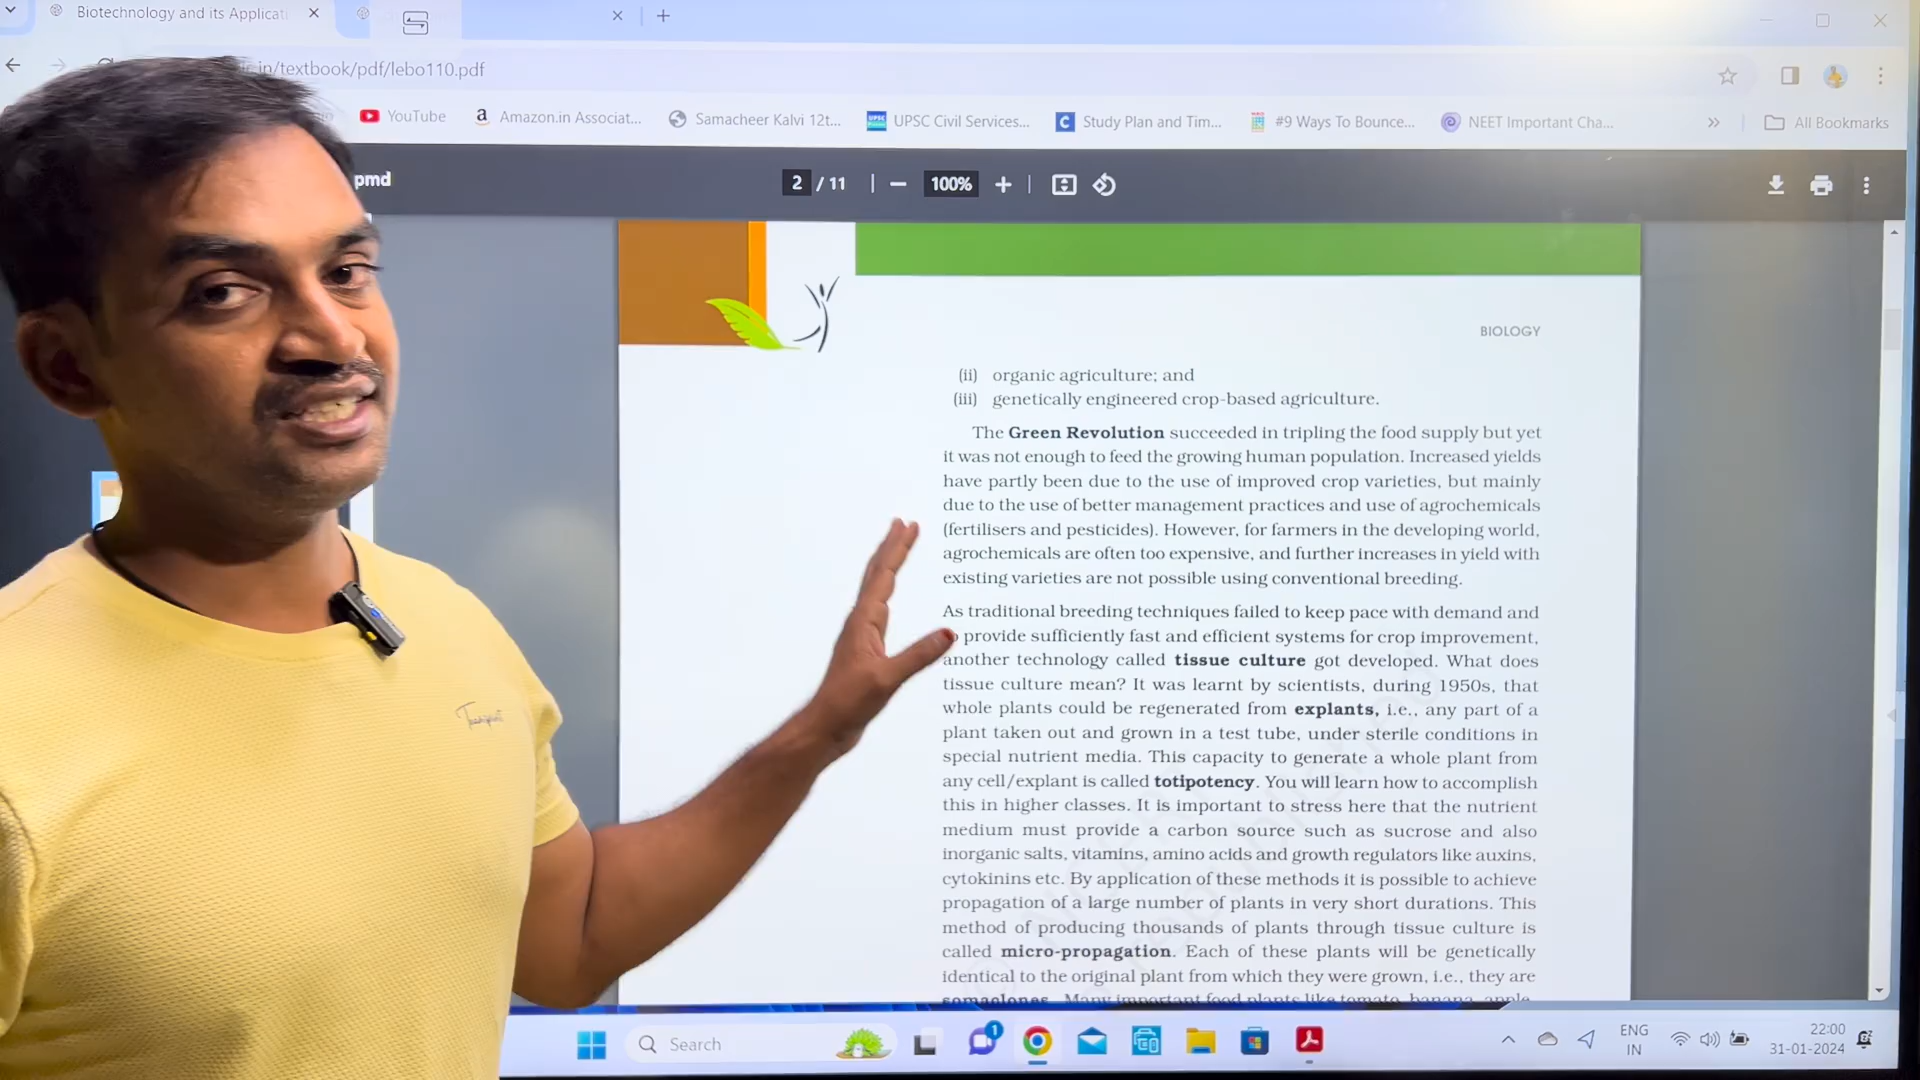 Biotechnology and its Applicati
in/textbook/pdf/lebo110.pdf
YouTube
Amazon.in Associat...
Samacheer Kalvi 12t...
UPSC Civil Services...
Study Plan and Tim...
#9 Ways To Bounce...
NEET Important Cha...
All Bookmarks
pmd
2 / 11
100%
BIOLOGY
(ii) organic agriculture; and
(iii) genetically engineered crop-based agriculture.
The Green Revolution succeeded in tripling the food supply but yet
it was not enough to feed the growing human population. Increased yields
have partly been due to the use of improved crop varieties, but mainly
due to the use of better management practices and use of agrochemicals
(fertilisers and pesticides). However, for farmers in the developing world,
agrochemicals are often too expensive, and further increases in yield with
existing varieties are not possible using conventional breeding.
As traditional breeding techniques failed to keep pace with demand and
provide sufficiently fast and efficient systems for crop improvement,
another technology called tissue culture got developed. What does
tissue culture mean? It was learnt by scientists, during 1950s, that
whole plants could be regenerated from explants, i.e., any part of a
plant taken out and grown in a test tube, under sterile conditions in
special nutrient media. This capacity to generate a whole plant from
any cell/explant is called totipotency. You will learn how to accomplish
this in higher classes. It is important to stress here that the nutrient
medium must provide a carbon source such as sucrose and also
inorganic salts, vitamins, amino acids and growth regulators like auxins,
cytokinins etc. By application of these methods it is possible to achieve
propagation of a large number of plants in very short durations. This
method of producing thousands of plants through tissue culture is
called micro-propagation. Each of these plants will be genetically
identical to the original plant from which they were grown, i.e., they are
somaclones. Many important food plants like tomato, banana, apple,
Search
1
ENG
IN
22:00
31-01-2024